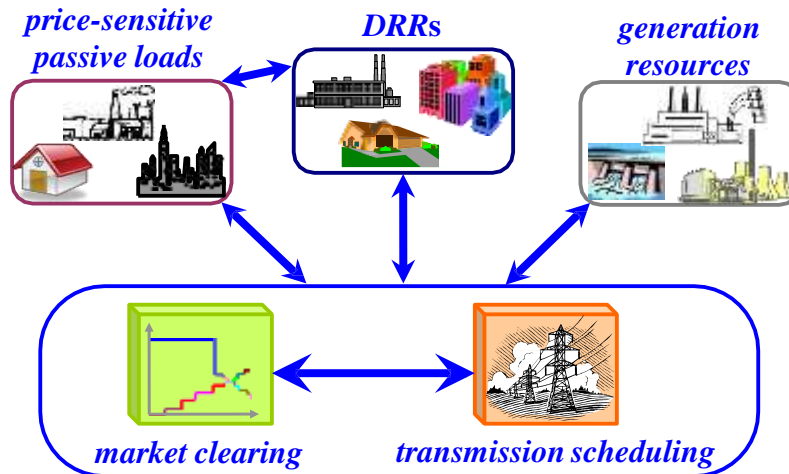 price-sensitive
passive loads
DRRs
generation
resources
market clearing
transmission scheduling